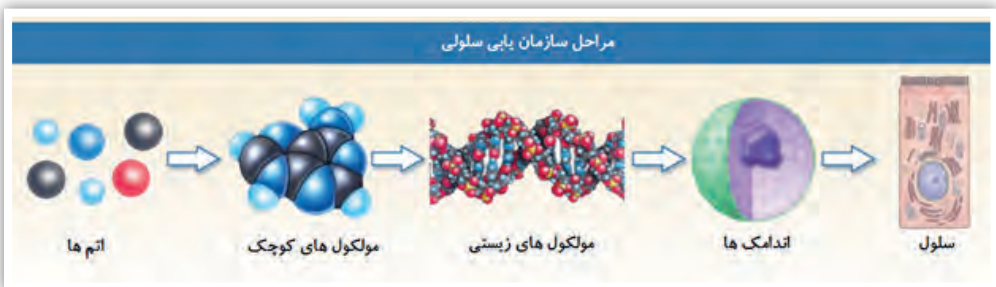 مراحل سازمان یابی سلولی
اتم ها
مولکول های کوچک
مولکول های زیستی
اندامک ها
سلول